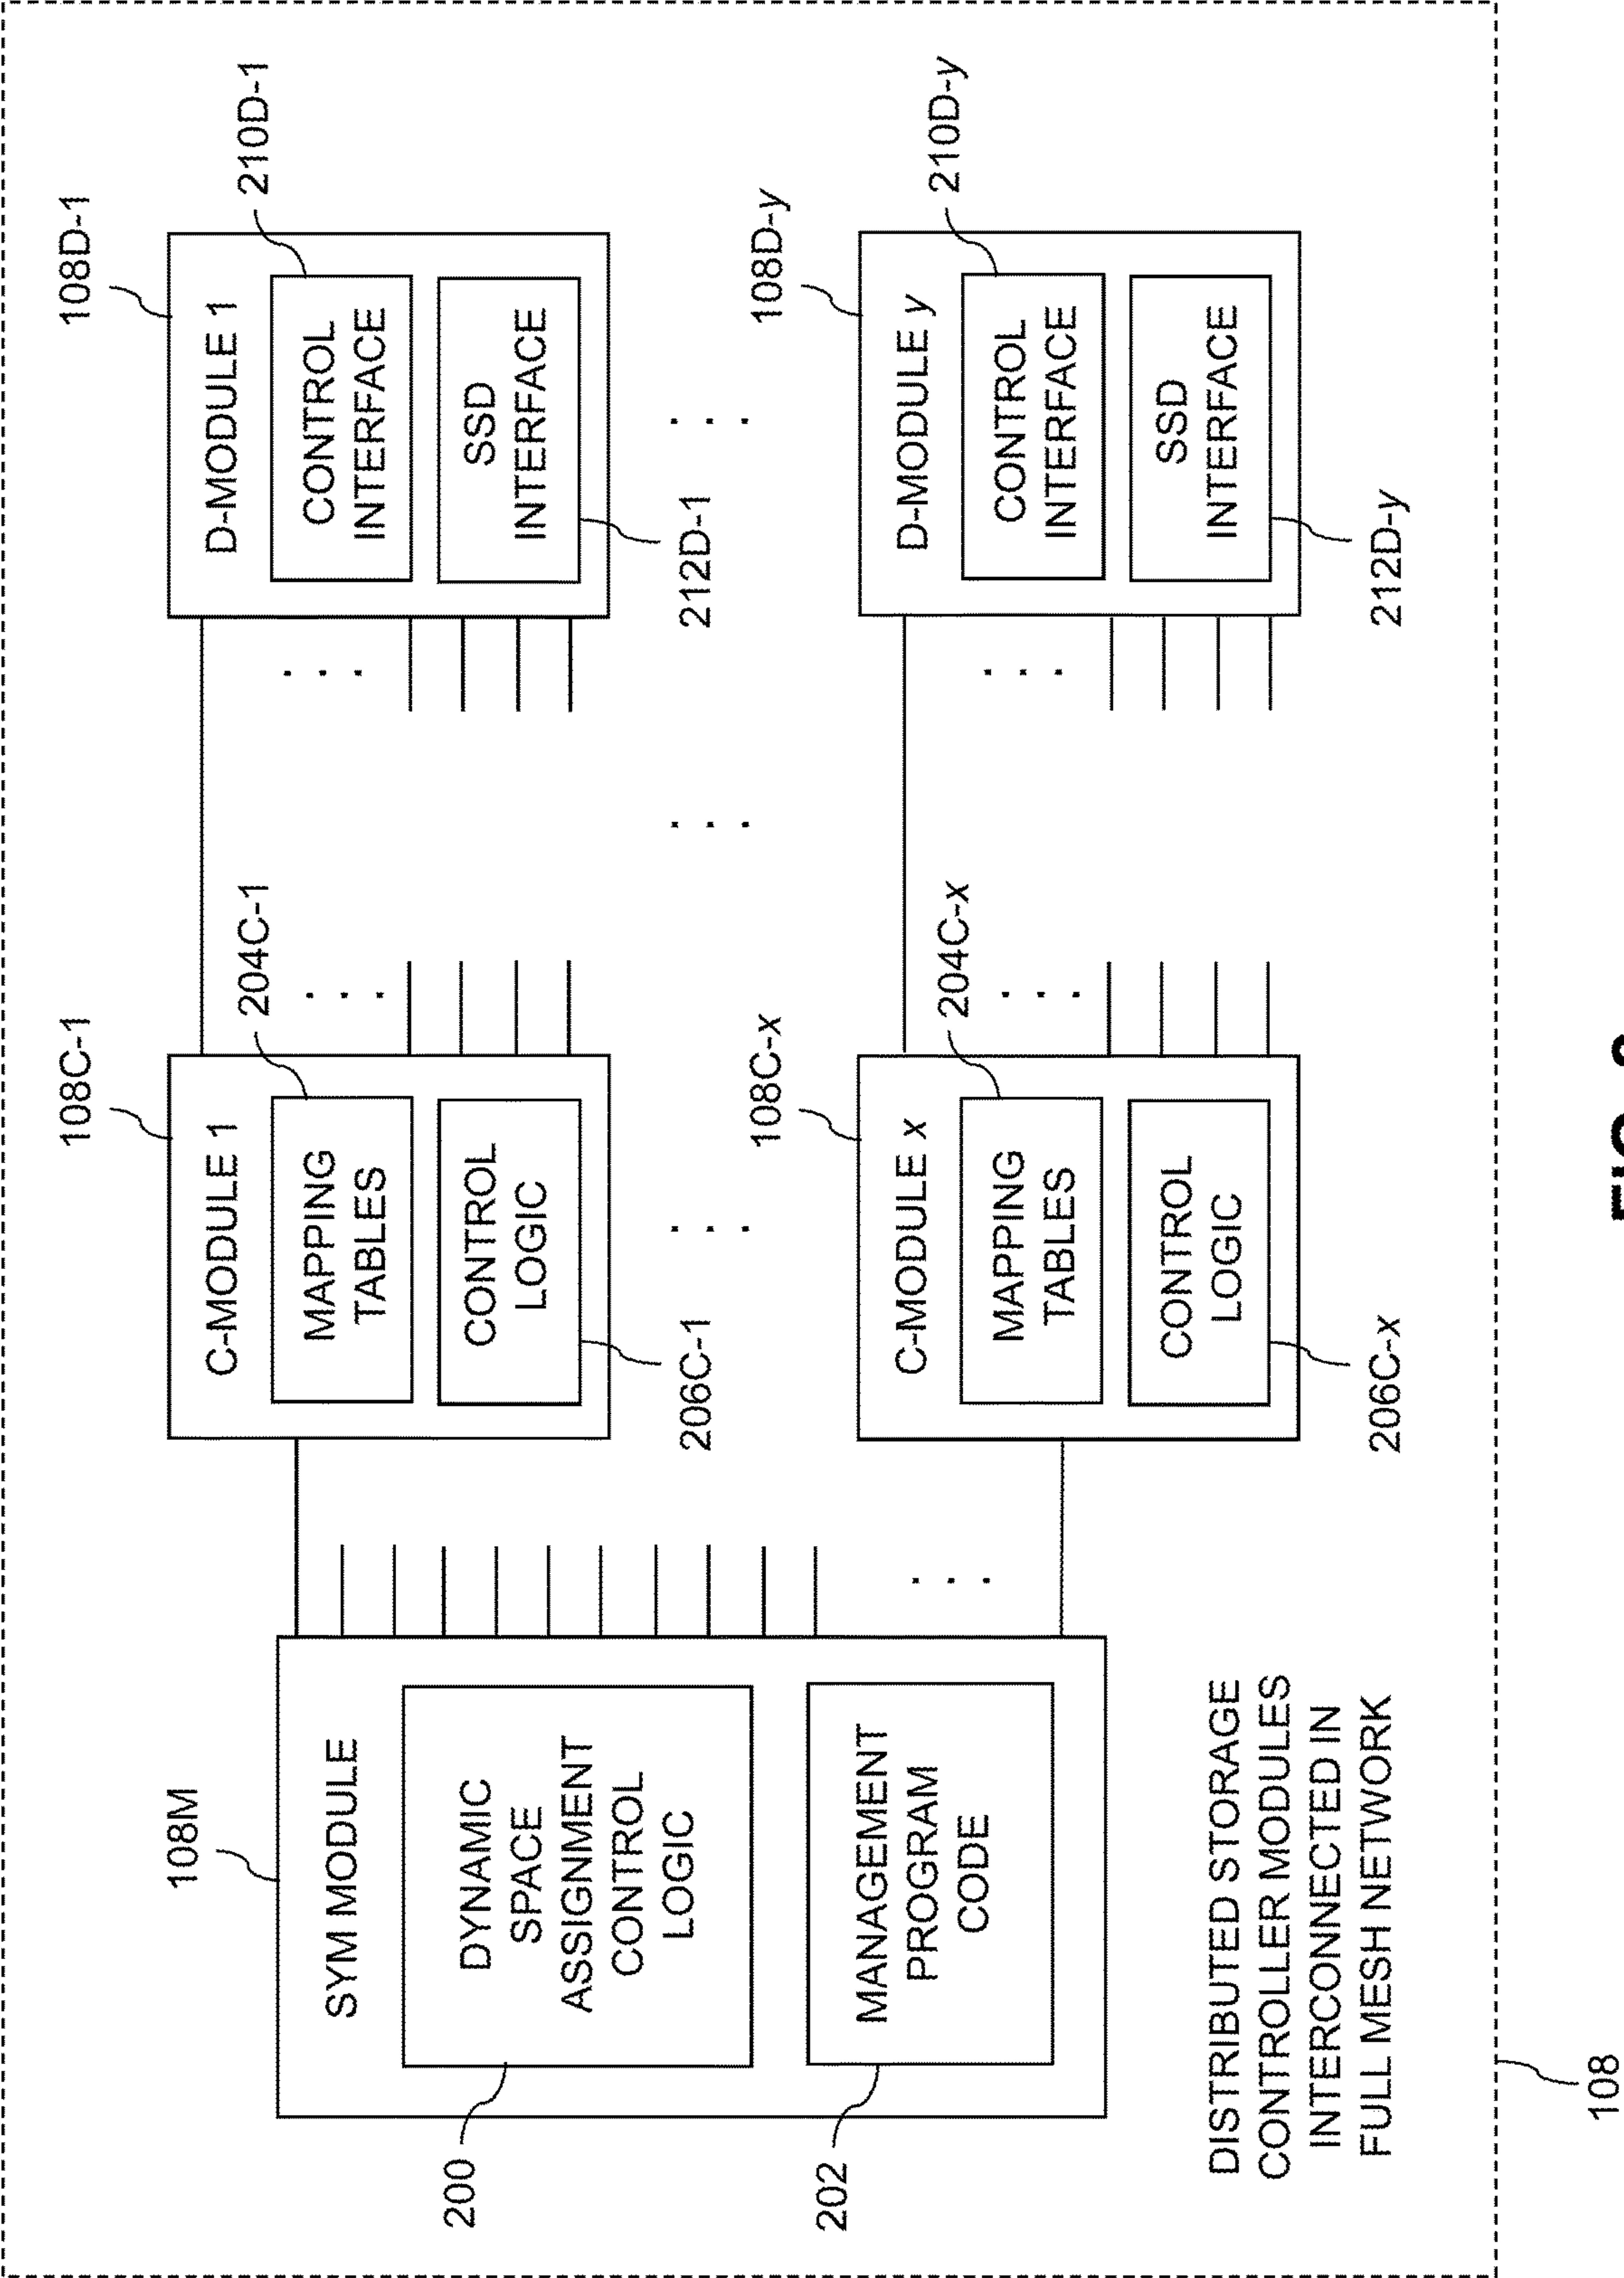 108D-1
108C-1
210D-1
204C-1
108M
D-MODULE 1
CONTROL
INTERFACE
SSD
INTERFACE
212D-1
C-MODULE 1
MAPPING
TABLES
CONTROL
LOGIC
206C-1
SYM MODULE
DYNAMIC
SPACE
ASSIGNMENT
CONTROL
LOGIC
200
MANAGEMENT
PROGRAM
CODE
202
108D-y
108C-x
210D-y
204C-x
D-MODULE y
CONTROL
INTERFACE
SSD
INTERFACE
212D-y
C-MODULE x
MAPPING
TABLES
CONTROL
LOGIC
206C-x
DISTRIBUTED STORAGE
CONTROLLER MODULES
INTERCONNECTED IN
FULL MESH NETWORK
108
FIG.